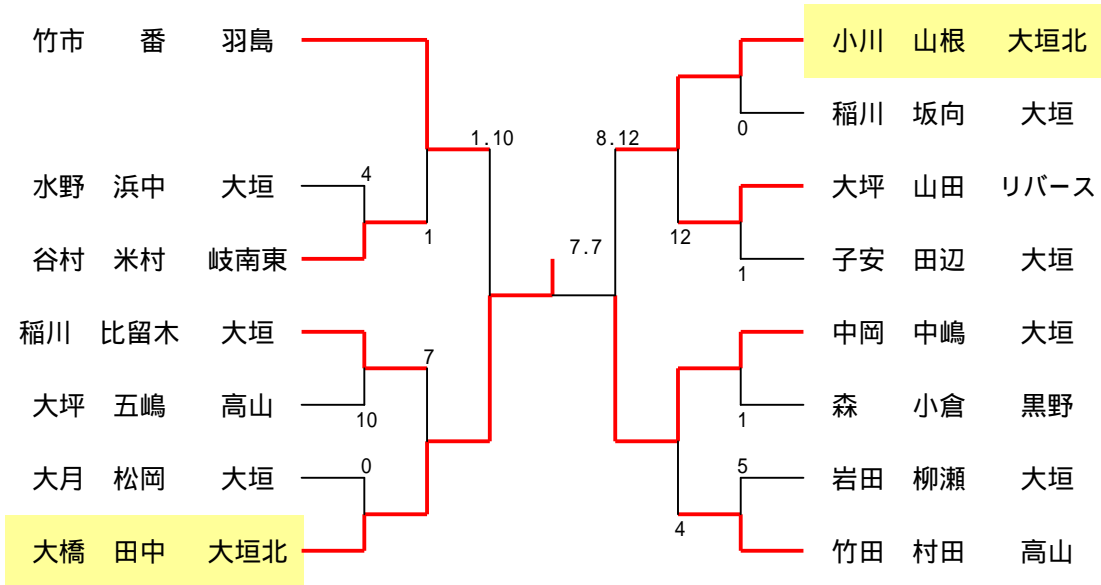 竹市 番 羽島
水野 浜中 大垣
谷村 米村 岐南東
稲川 比留木 大垣
大坪 五嶋 高山
大月 松岡 大垣
大橋 田中 大垣北
4
1
7
10
0
1.10
7.7
8.12
0
12
1
1
5
4
小川 山根 大垣北
稲川 坂向 大垣
大坪 山田 リバース
子安 田辺 大垣
中岡 中嶋 大垣
森 小倉 黒野
岩田 柳瀬 大垣
竹田 村田 高山